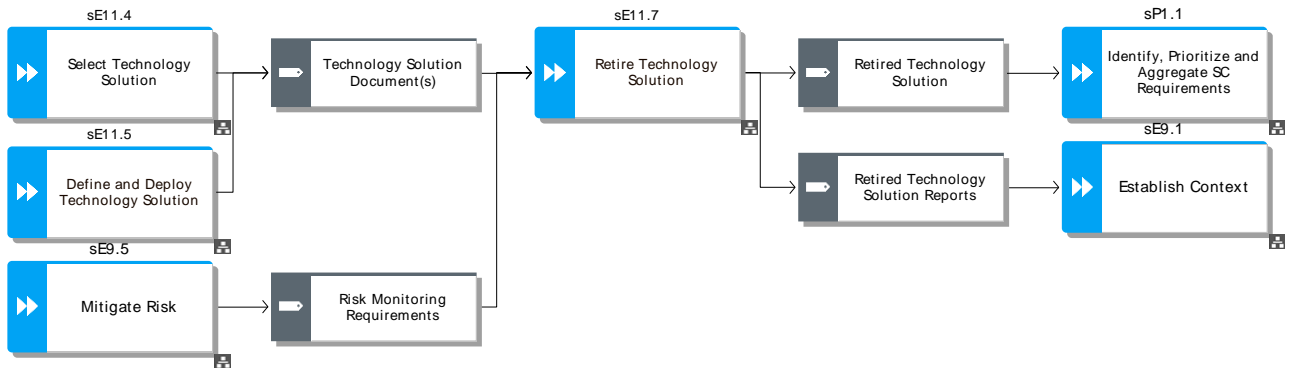 sE11.4
Select Technology
Solution
Technology Solution
Document(s)
sE11.7
Retire Technology
Solution
Retired Technology
Solution
sP1.1
Identify, Prioritize and
Aggregate SC
Requirements
sE11.5
Define and Deploy
Technology Solution
Retired Technology
Solution Reports
sE9.1
Establish Context
sE9.5
Mitigate Risk
Risk Monitoring
Requirements